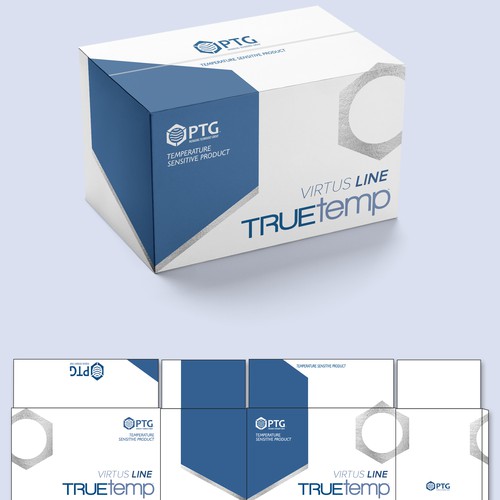 PTG
TEMPERATURE SENSITIVE PRODUCT
PTG
TEMPERATURE
SENSITIVE PRODUCT
VIRTUS LINE
TRUEtemp
PTG
TEMPERATURE SENSITIVE PRODUCT
PTG
TEMPERATURE
SENSITIVE PRODUCT
PTG
TEMPERATURE
SENSITIVE PRODUCT
VIRTUS LINE
TRUEtemp
VIRTUS LINE
TRUEtemp
PTG